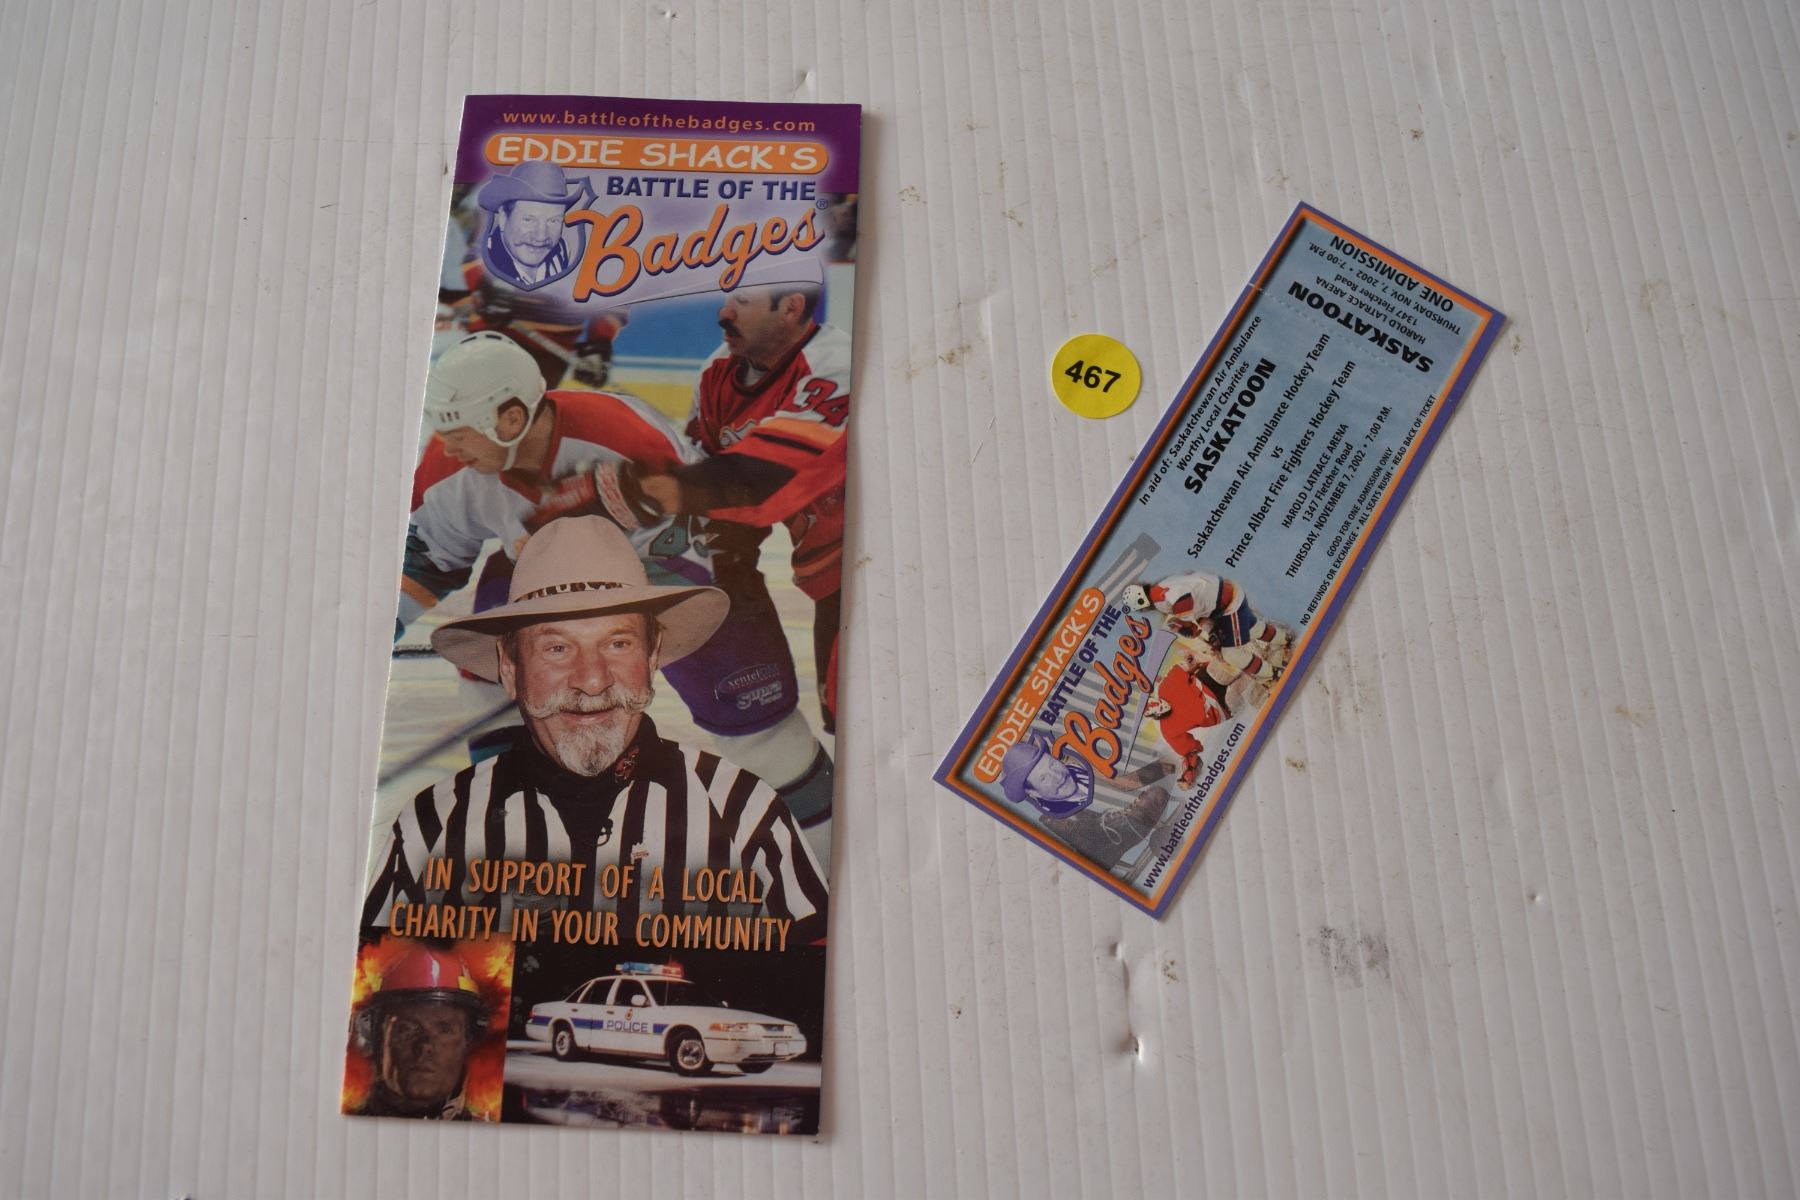 www.battleofthebadges.com
EDDIE SHACK'S
BATTLE OF THE
Badges®
34
4
xentel DM
Supra
IN SUPPORT OF A LOCAL
CHARITY IN YOUR COMMUNITY
POLICE
467
In aid of: Saskatchewan Air Ambulance
Worthy Local Charities
SASKATOON
Saskatchewan Air Ambulance Hockey Team
vs
Prince Albert Fire Fighters Hockey Team
HAROLD LATRACE ARENA
1347 Fletcher Road
THURSDAY, NOVEMBER 7, 2002 • 7:00 P.M.
GOOD FOR ONE ADMISSION ONLY
NO REFUNDS OR EXCHANGE • ALL SEATS RUSH • READ BACK OF TICKET
EDDIE SHACK'S
BATTLE OF THE
Badges®
www.battleofthebadges.com
SASKATOON
HAROLD LATRACE ARENA
1347 Fletcher Road
THURSDAY, NOV. 7, 2002 • 7:00 P.M.
ONE ADMISSION